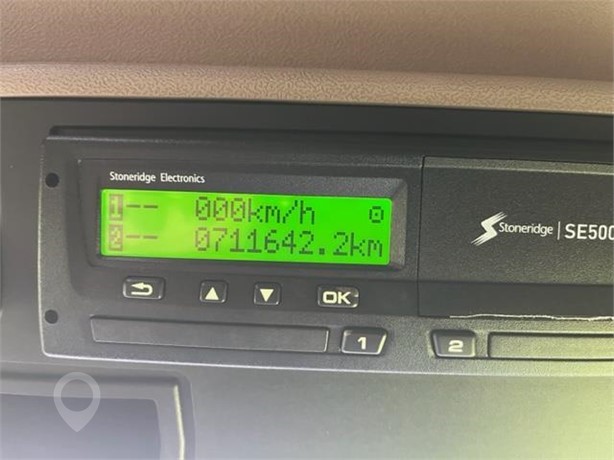 Stoneridge Electronics
1-- 000km/h
2-- 0711642.2km
Stoneridge | SE500
OK
1
2